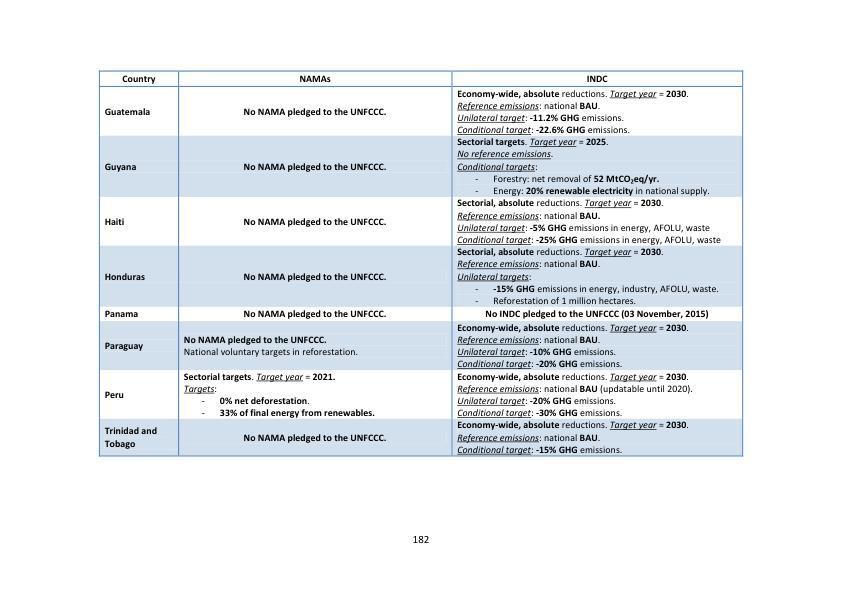 Country NAMAs INDC
Guatemala
No NAMA pledged to the UNFCCC.
Economy-wide, absolute reductions. Target year = 2030.
Reference emissions: national BAU.
Unilateral target: -11.2% GHG emissions.
Conditional target: -22.6% GHG emissions.
Guyana
No NAMA pledged to the UNFCCC.
Sectorial targets. Target year = 2025.
No reference emissions.
Conditional targets:
- Forestry: net removal of 52 MtCO₂eq/yr.
- Energy: 20% renewable electricity in national supply.
Haiti
No NAMA pledged to the UNFCCC.
Sectorial, absolute reductions. Target year = 2030.
Reference emissions: national BAU.
Unilateral target: -5% GHG emissions in energy, AFOLU, waste
Conditional target: -25% GHG emissions in energy, AFOLU, waste
Honduras
No NAMA pledged to the UNFCCC.
Sectorial, absolute reductions. Target year = 2030.
Reference emissions: national BAU.
Unilateral targets:
- -15% GHG emissions in energy, industry, AFOLU, waste.
- Reforestation of 1 million hectares.
Panama
No NAMA pledged to the UNFCCC.
No INDC pledged to the UNFCCC (03 November, 2015)
Paraguay
No NAMA pledged to the UNFCCC.
National voluntary targets in reforestation.
Economy-wide, absolute reductions. Target year = 2030.
Reference emissions: national BAU.
Unilateral target: -10% GHG emissions.
Conditional target: -20% GHG emissions.
Peru
Sectorial targets. Target year = 2021.
Targets:
- 0% net deforestation.
- 33% of final energy from renewables.
Economy-wide, absolute reductions. Target year = 2030.
Reference emissions: national BAU (updatable until 2020).
Unilateral target: -20% GHG emissions.
Conditional target: -30% GHG emissions.
Trinidad and
Tobago
No NAMA pledged to the UNFCCC.
Economy-wide, absolute reductions. Target year = 2030.
Reference emissions: national BAU.
Conditional target: -15% GHG emissions.
182